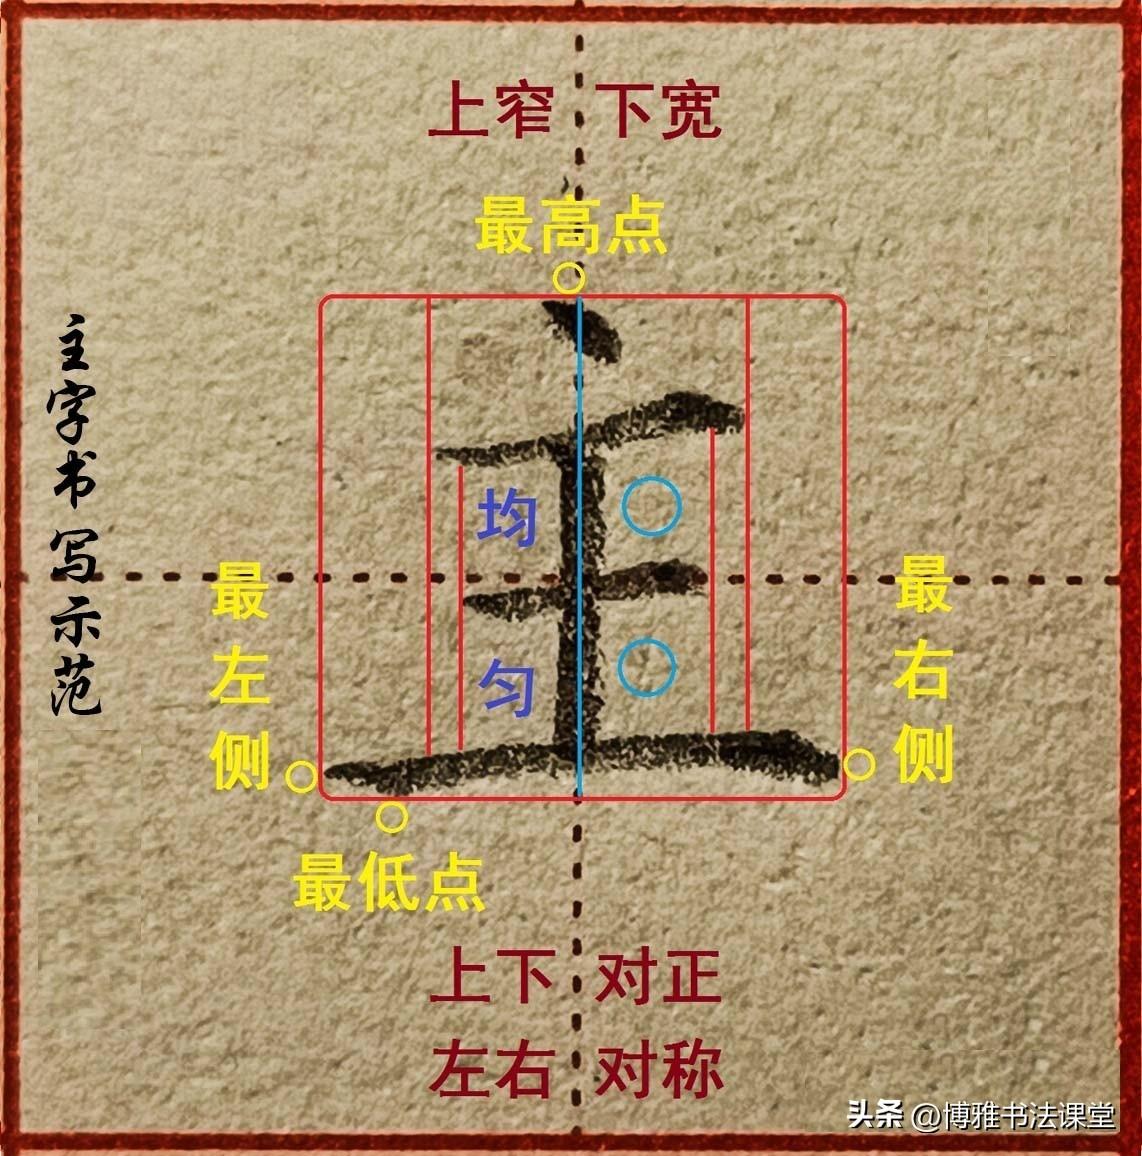 上窄 下宽
最高点
主字书写示范
主
均
匀
最左侧
最右侧
最低点
上下 对正
左右 对称
头条 @博雅书法课堂